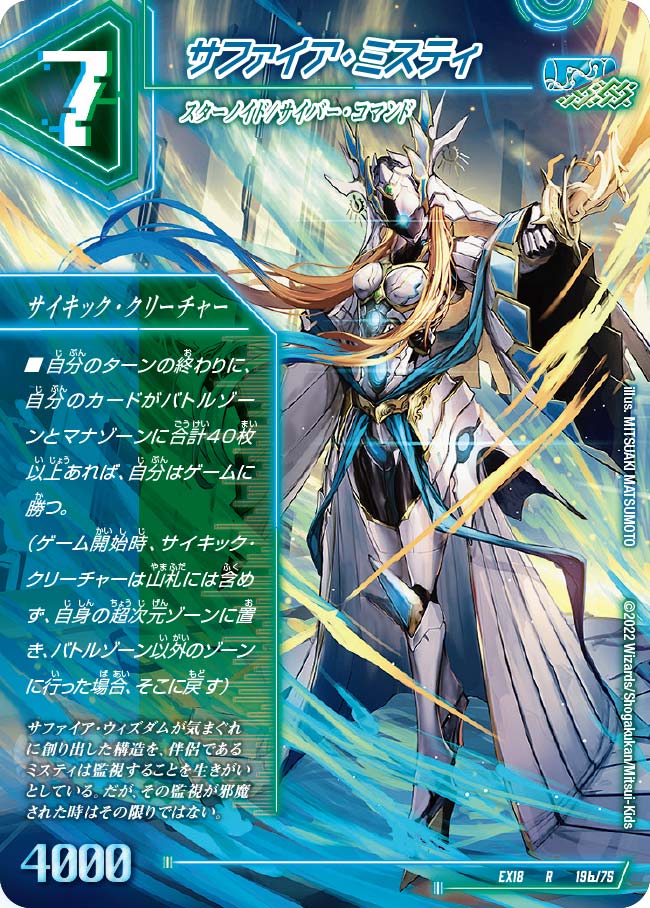 7
サファイア・ミスティ
スターノイド/サイバー・コマンド
サイキック・クリーチャー
■自分のターンの終わりに、
自分のカードがバトルゾー
ンとマナゾーンに合計40枚
以上あれば、自分はゲームに
勝つ。
(ゲーム開始時、サイキック・
クリーチャーは山札には含め
ず、自身の超次元ゾーンに置
き、バトルゾーン以外のゾーン
に行った場合、そこに戻す)
サファイア・ウィズダムが気まぐれ
に創り出した構造を、伴侶である
ミスティは監視することを生きがい
としている。だが、その監視が邪魔
された時はその限りではない。
4000
illus. MITSUAKI MATSUMOTO
©2022 Wizards/Shogakukan/Mitsui-Kids
EX18 R 19b/75